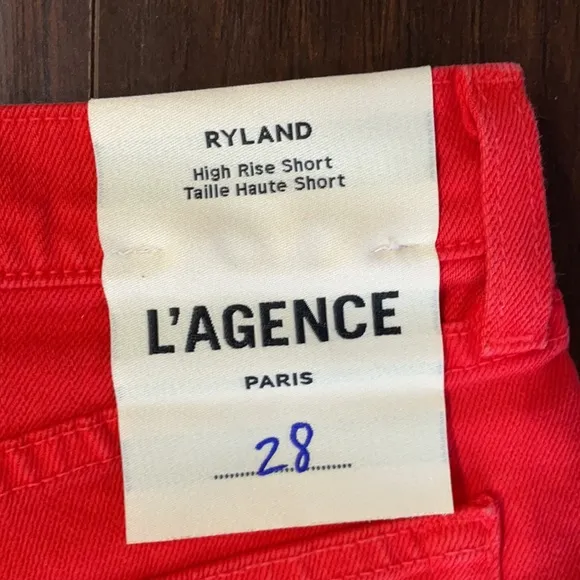 RYLAND
High Rise Short
Taille Haute Short
L'AGENCE
PARIS
28